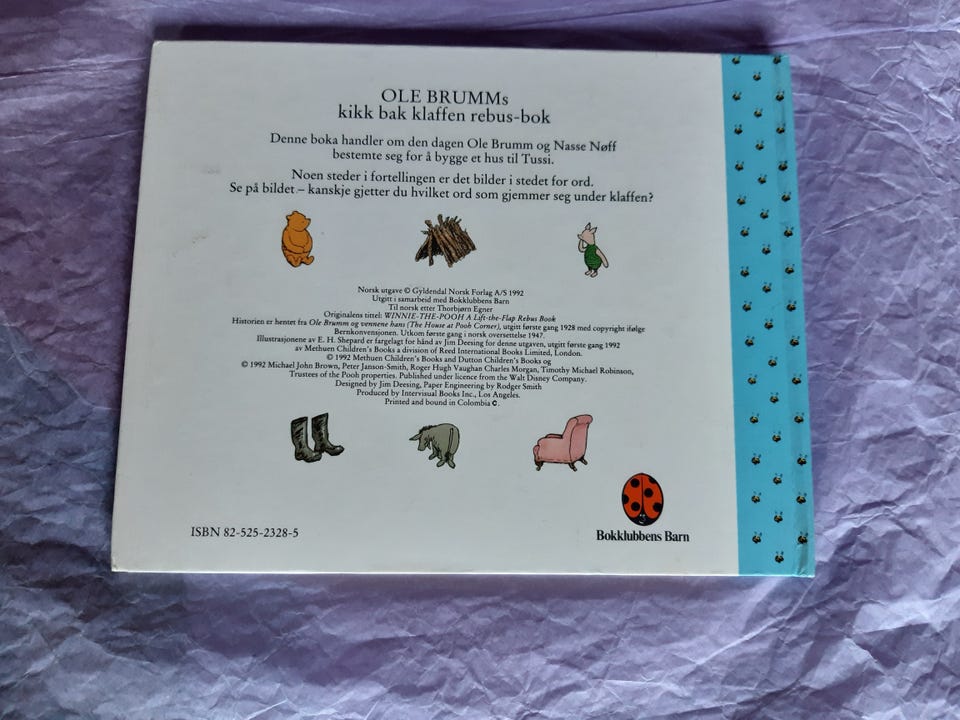 OLE BRUMMs
kikk bak klaffen rebus-bok
Denne boka handler om den dagen Ole Brumm og Nasse Nøff
bestemte seg for å bygge et hus til Tussi.
Noen steder i fortellingen er det bilder i stedet for ord.
Se på bildet – kanskje gjetter du hvilket ord som gjemmer seg under klaffen?
Norsk utgave © Gyldendal Norsk Forlag A/S 1992
Utgitt i samarbeid med Bokklubbens Barn
Til norsk etter Thorbjørn Egner
Originalens tittel: WINNIE-THE-POOH A Lift-the-Flap Rebus Book
Historien er hentet fra Ole Brumm og vennene hans (The House at Pooh Corner), utgitt første gang 1928 med copyright ifølge
Bernkonvensjonen. Utkom første gang i norsk oversettelse 1947.
Illustrasjonene av E. H. Shepard er fargelagt for hånd av Jim Deesing for denne utgaven, utgitt første gang 1992
av Methuen Children's Books a division of Reed International Books Limited, London.
© 1992 Methuen Children's Books and Dutton Children's Books og
© 1992 Michael John Brown, Peter Janson-Smith, Roger Hugh Vaughan Charles Morgan, Timothy Michael Robinson,
Trustees of the Pooh properties. Published under licence from the Walt Disney Company.
Designed by Jim Deesing, Paper Engineering by Rodger Smith
Produced by Intervisual Books Inc., Los Angeles.
Printed and bound in Colombia C.
ISBN 82-525-2328-5
Bokklubbens Barn